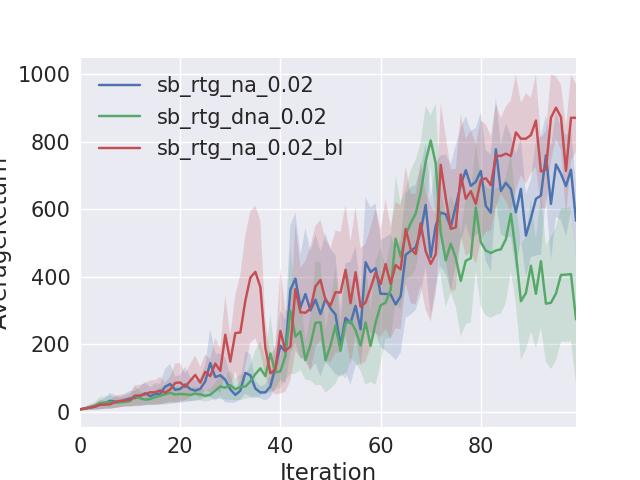 1000
800
600
400
200
0
AverageReturn
sb_rtg_na_0.02
sb_rtg_dna_0.02
sb_rtg_na_0.02_bl
0 20 40 60 80
Iteration